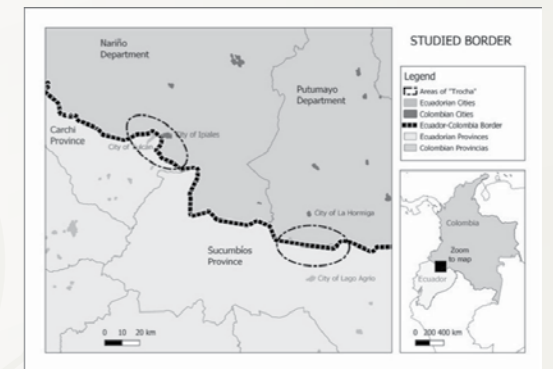 Nariño
Department
Putumayo
Department
Carchi
Province
City of Ipiales
City of Tulcán
City of La Hormiga
Sucumbíos
Province
City of Lago Agrio
0 10 20 km
STUDIED BORDER
Legend
Areas of "Trocha"
Ecuadorian Cities
Colombian Cities
Ecuador-Colombia Border
Ecuadorian Provinces
Colombian Provincias
Colombia
Zoom
to map
Ecuador
0 200 400 km